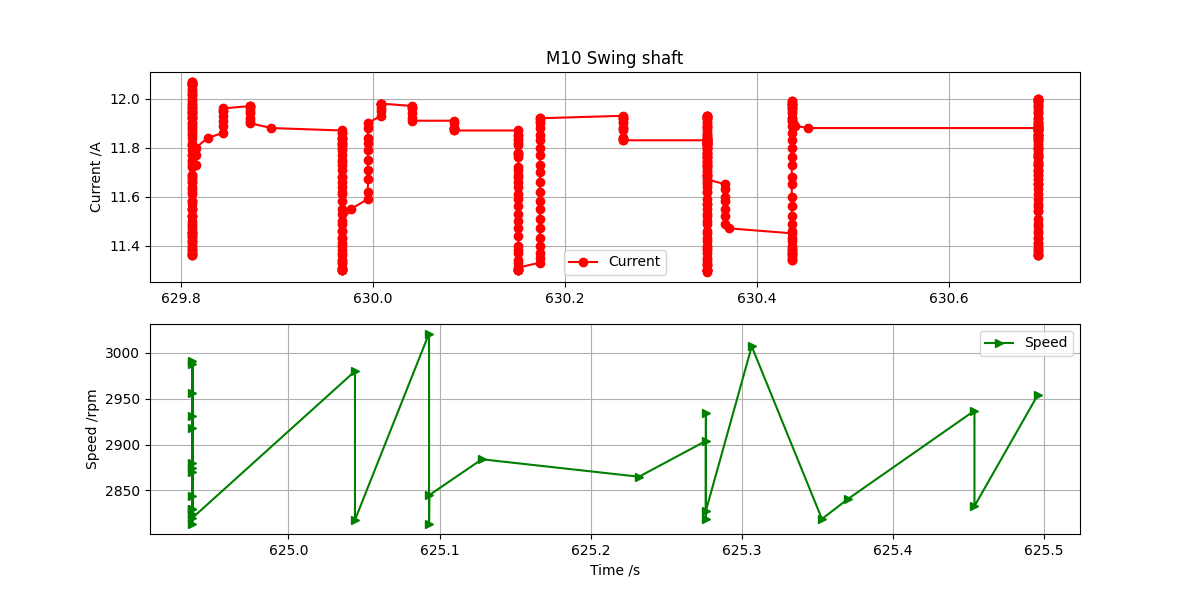 M10 Swing shaft
Current /A
12.0
11.8
11.6
11.4
Current
629.8 630.0 630.2 630.4 630.6
Speed /rpm
3000
2950
2900
2850
Speed
625.0 625.1 625.2 625.3 625.4 625.5
Time /s